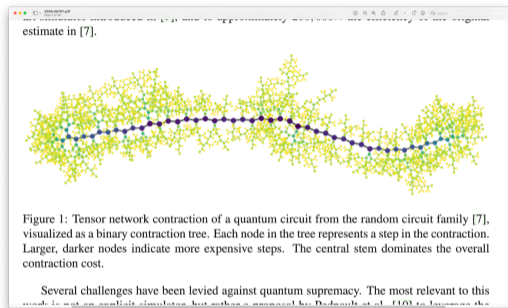 estimate in [7].
Figure 1: Tensor network contraction of a quantum circuit from the random circuit family [7],
visualized as a binary contraction tree. Each node in the tree represents a step in the contraction.
Larger, darker nodes indicate more expensive steps. The central stem dominates the overall
contraction cost.
Several challenges have been levied against quantum supremacy. The most relevant to this